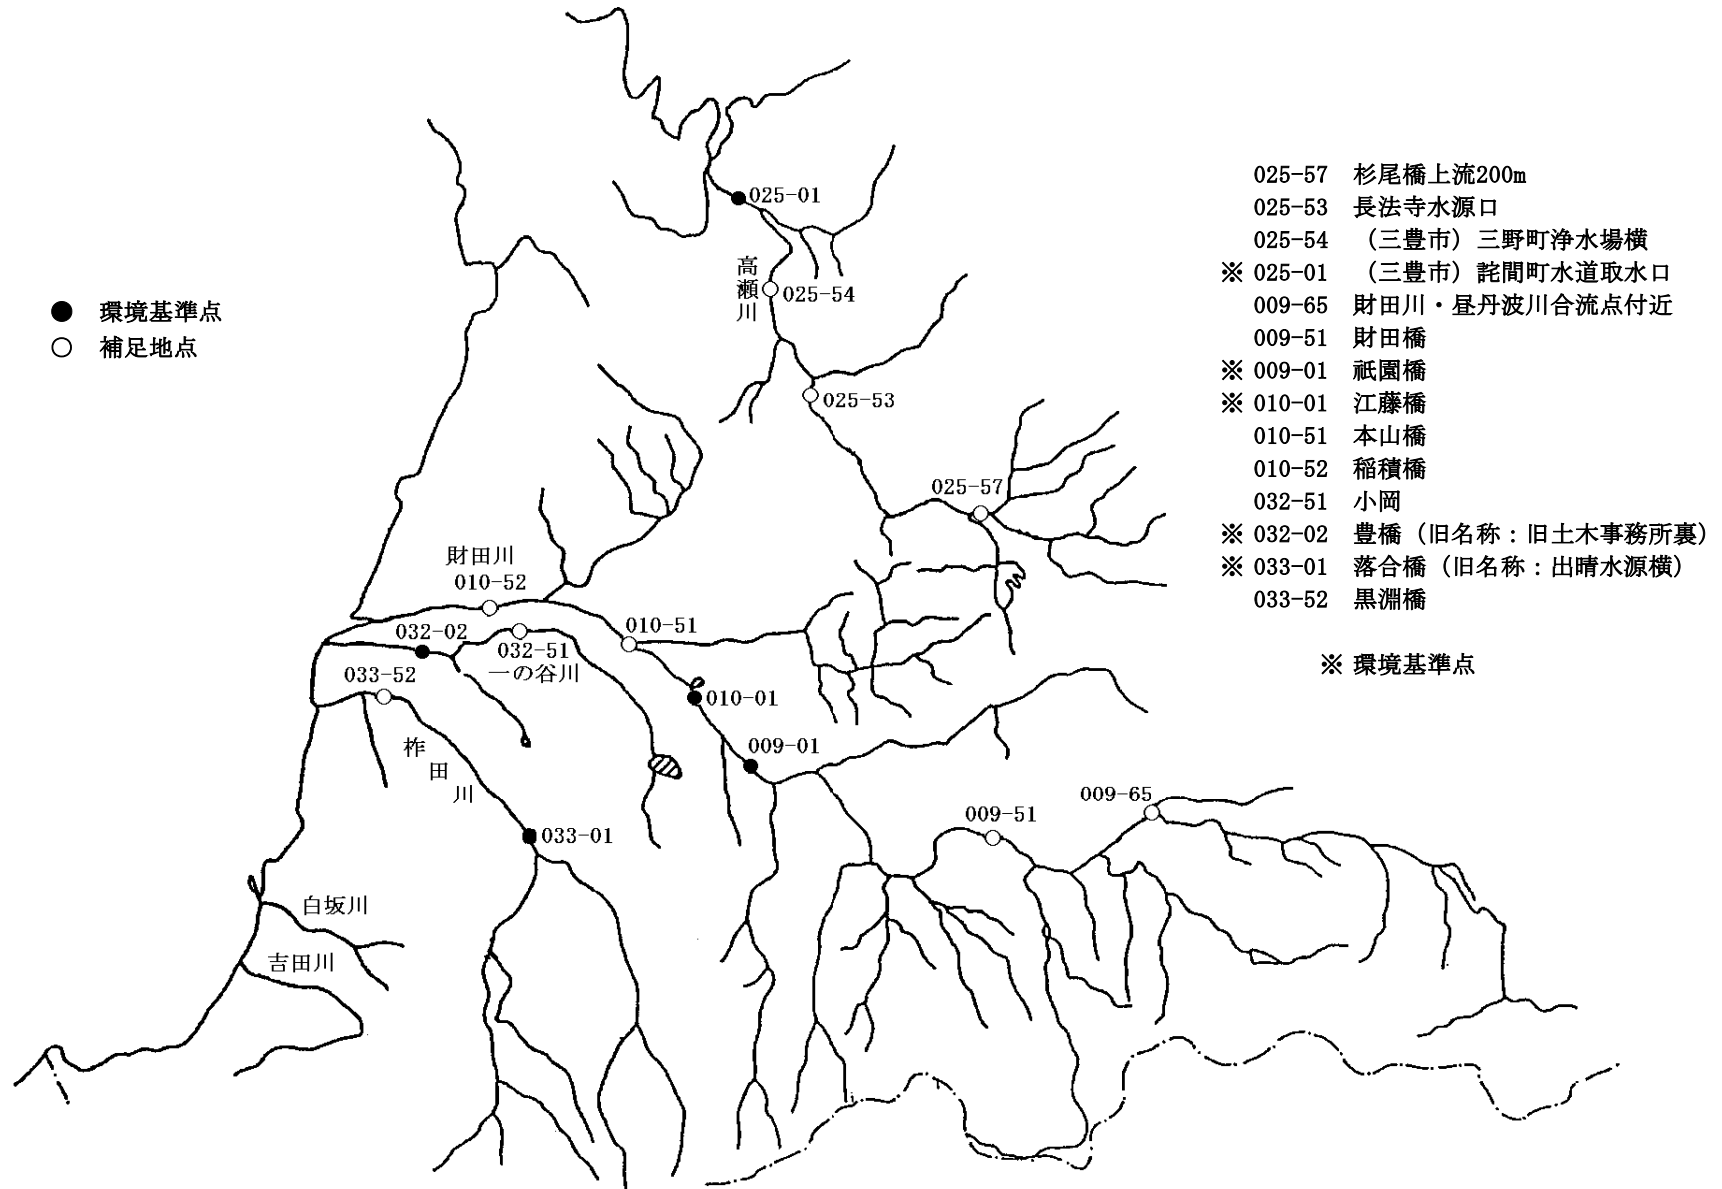 025-01
高瀬川
025-54
025-53
025-57
● 環境基準点
○ 補足地点
財田川
010-52
032-02
032-51
一の谷川
010-51
033-52
010-01
柞田川
009-01
033-01
009-51
009-65
白坂川
吉田川
025-57 杉尾橋上流200m
025-53 長法寺水源口
025-54 （三豊市）三野町浄水場横
※ 025-01 （三豊市）詫間町水道取水口
009-65 財田川・昼丹波川合流点付近
009-51 財田橋
※ 009-01 祇園橋
※ 010-01 江藤橋
010-51 本山橋
010-52 稲積橋
032-51 小岡
※ 032-02 豊橋（旧名称：旧土木事務所裏）
※ 033-01 落合橋（旧名称：出晴水源横）
033-52 黒淵橋
※ 環境基準点